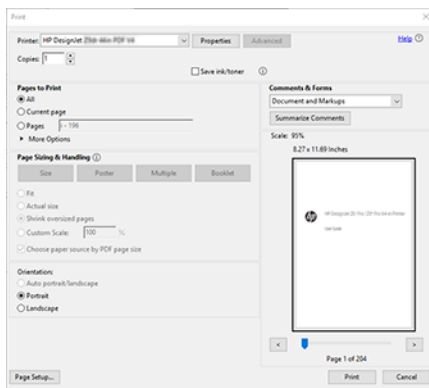 Print
Printer: HP DesignJet Properties Advanced Help
Copies: 1
Save ink/toner
Pages to Print
All
Current page
Pages - 196
More Options
Page Sizing & Handling
Size Poster Multiple Booklet
Fit
Actual size
Shrink oversized pages
Custom Scale: 100 %
Choose paper source by PDF page size
Orientation:
Auto portrait/landscape
Portrait
Landscape
Comments & Forms
Document and Markups
Summarize Comments
Scale: 95%
8.27 x 11.69 Inches
hp
User Guide
< >
Page 1 of 204
Page Setup... Print Cancel